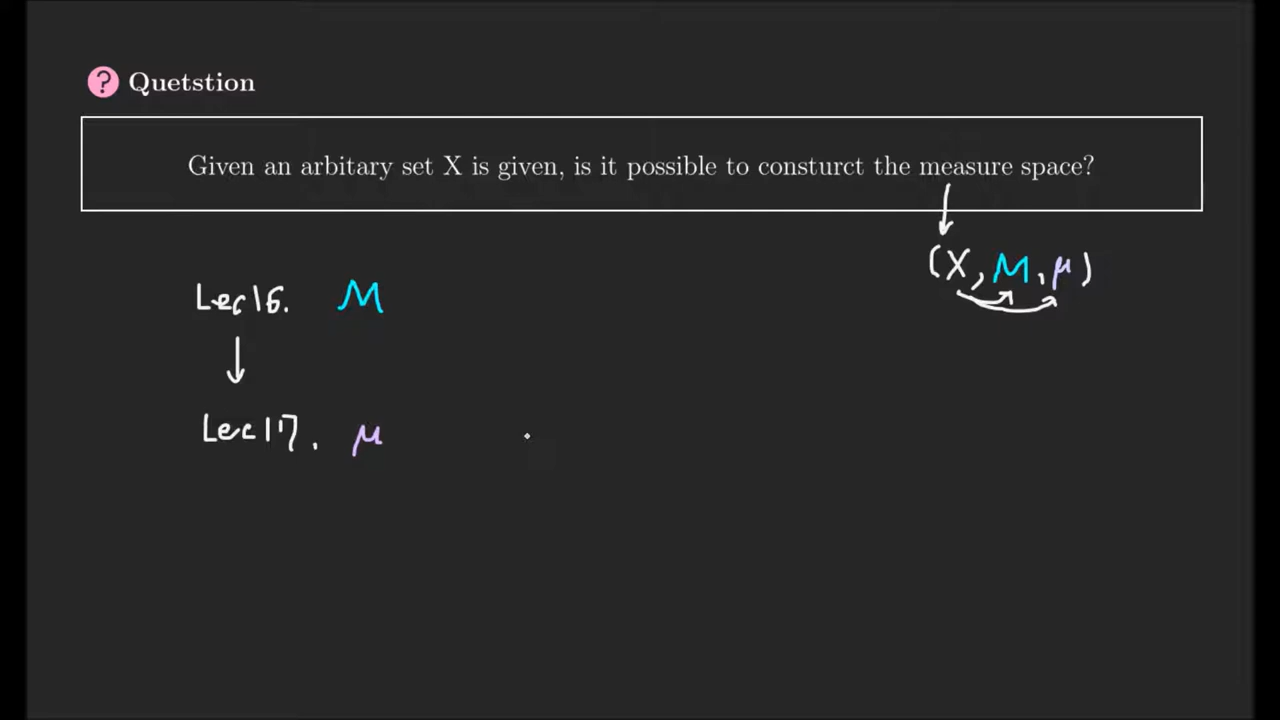 ? Quetstion
Given an arbitary set X is given, is it possible to consturct the measure space?
(X, M, μ)
Lec16. M
Lec17. μ